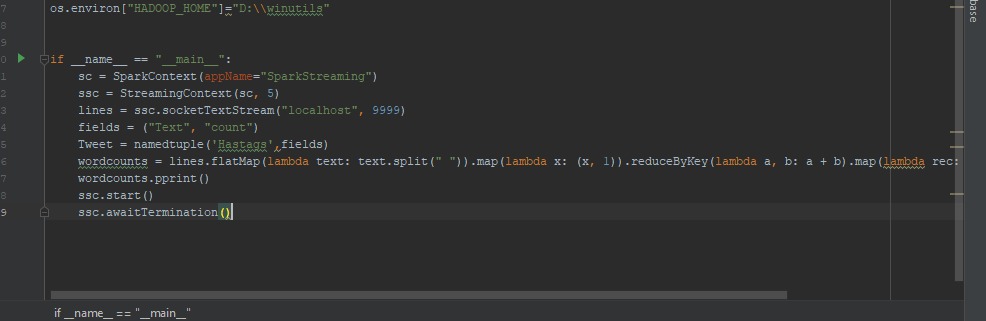 7 os.environ["HADOOP_HOME"]="D:\\winutils"
8
9
0 if __name__ == "__main__":
1 sc = SparkContext(appName="SparkStreaming")
2 ssc = StreamingContext(sc, 5)
3 lines = ssc.socketTextStream("localhost", 9999)
4 fields = ("Text", "count")
5 Tweet = namedtuple('Hastags',fields)
6 wordcounts = lines.flatMap(lambda text: text.split(" ")).map(lambda x: (x, 1)).reduceByKey(lambda a, b: a + b).map(lambda rec:
7 wordcounts.pprint()
8 ssc.start()
9 ssc.awaitTermination()
if __name__ == "__main__"
base